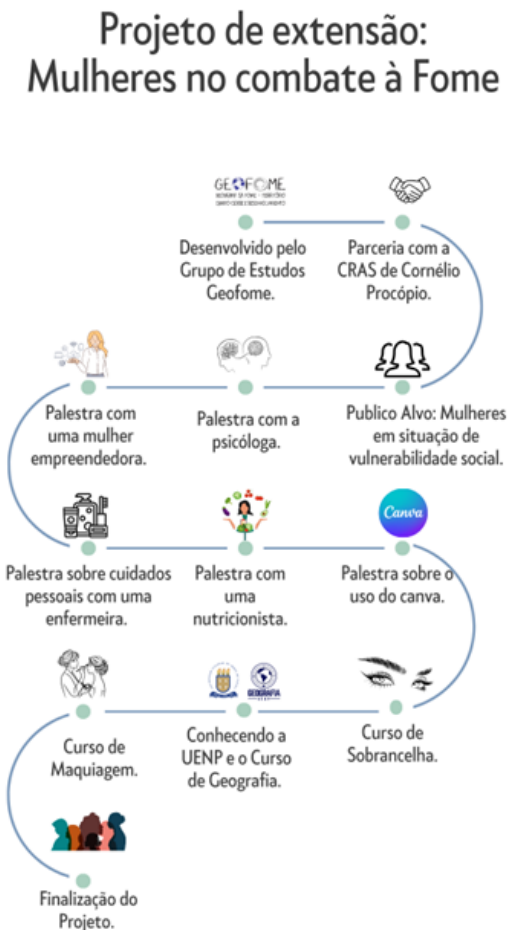 Projeto de extensão:
Mulheres no combate à Fome
GEOFOME
Desenvolvido pelo
Grupo de Estudos
Geofome.
Parceria com a
CRAS de Cornélio
Procópio.
Publico Alvo: Mulheres
em situação de
vulnerabilidade social.
Palestra com a
psicóloga.
Palestra com
uma mulher
empreendedora.
Palestra sobre cuidados
pessoais com uma
enfermeira.
Palestra com
uma
nutricionista.
Canva
Palestra sobre o
uso do canva.
Curso de
Sobrancelha.
GEOGRAFIA
Conhecendo a
UENP e o Curso
de Geografia.
Curso de
Maquiagem.
Finalização do
Projeto.